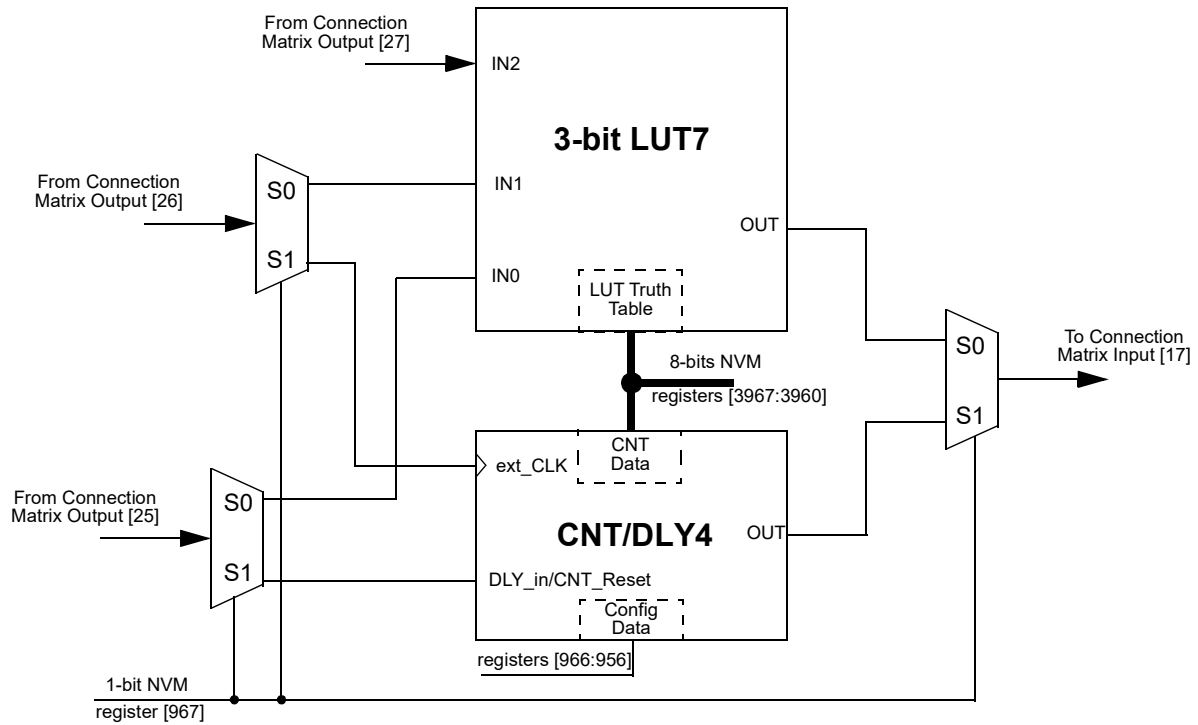 From Connection
Matrix Output [27]
IN2
3-bit LUT7
From Connection
Matrix Output [26]
S0
S1
IN1
IN0
OUT
LUT Truth
Table
8-bits NVM
registers [3967:3960]
S0
S1
To Connection
Matrix Input [17]
CNT
Data
ext_CLK
From Connection
Matrix Output [25]
S0
S1
CNT/DLY4
OUT
DLY_in/CNT_Reset
Config
Data
registers [966:956]
1-bit NVM
register [967]